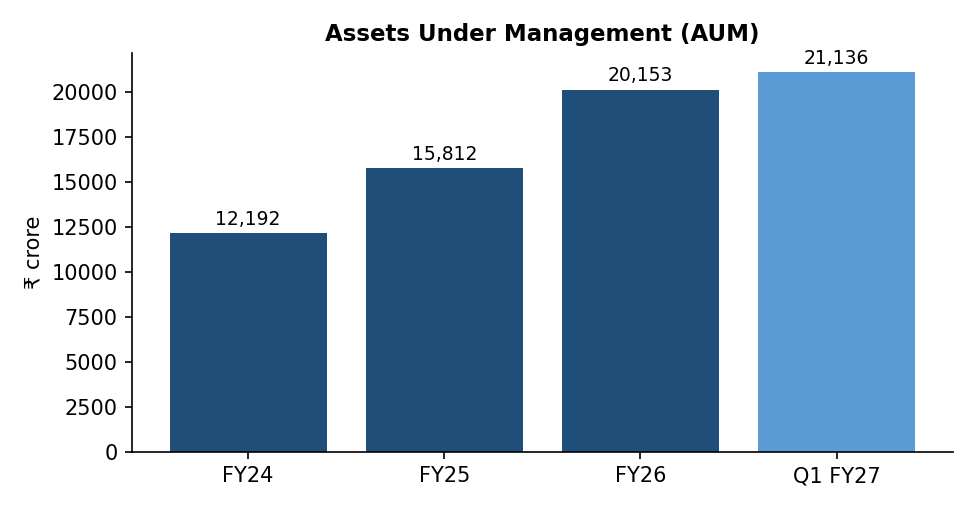 Assets Under Management (AUM)
21,136
20,153
15,812
12,192
20000
17500
15000
12500
10000
7500
5000
2500
0
₹ crore
FY24
FY25
FY26
Q1 FY27